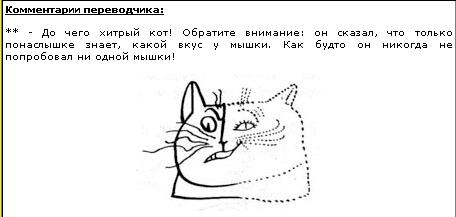 Комментарии переводчика:
** - До чего хитрый кот! Обратите внимание: он сказал, что только
понаслышке знает, какой вкус у мышки. Как будто он никогда не
попробовал ни одной мышки!